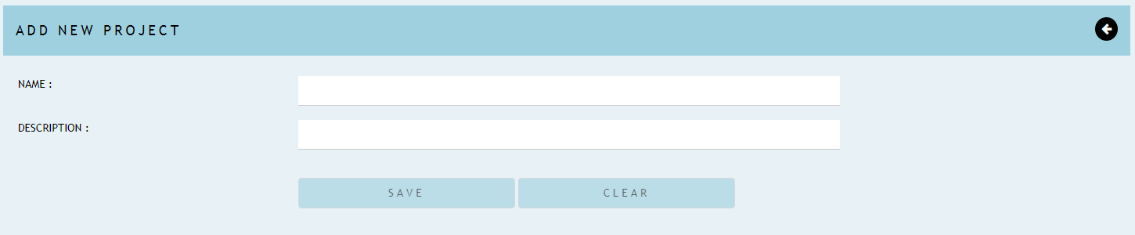 ADD NEW PROJECT
NAME :
DESCRIPTION :
SAVE CLEAR